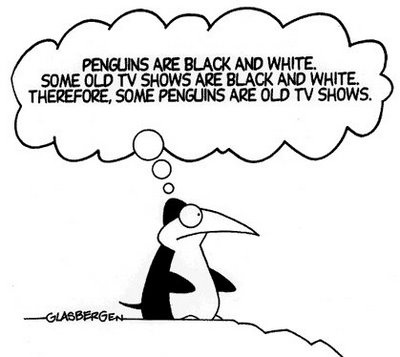 PENGUINS ARE BLACK AND WHITE.
SOME OLD TV SHOWS ARE BLACK AND WHITE.
THEREFORE, SOME PENGUINS ARE OLD TV SHOWS.
GLASBERGEN